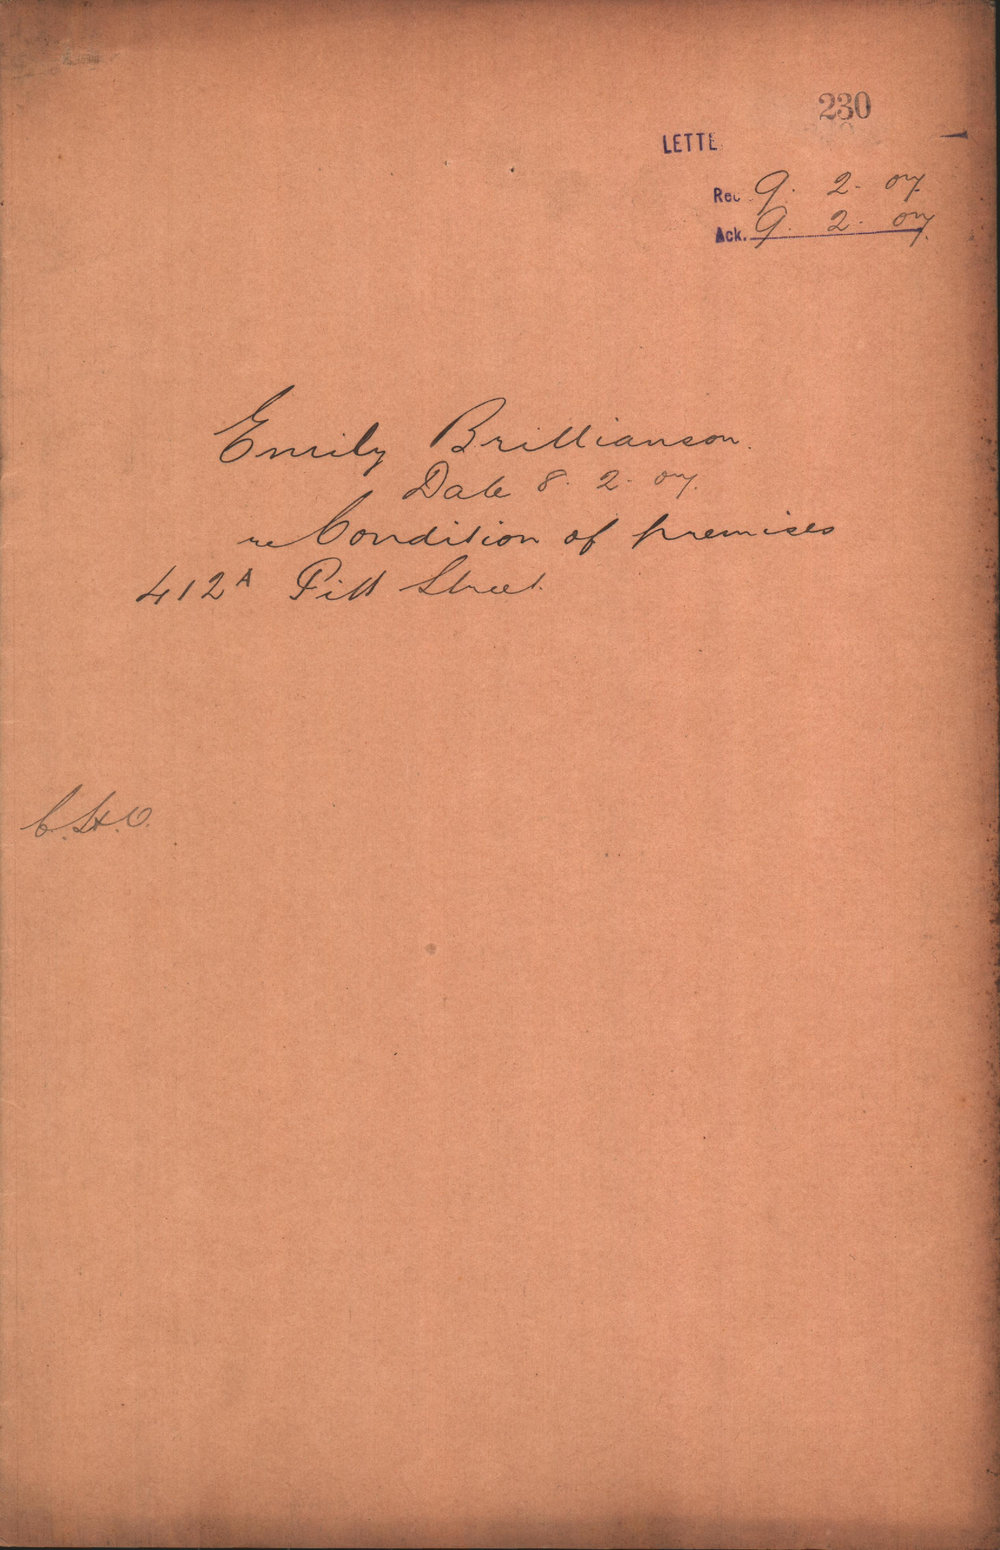 230
LETTE
Rec 9. 2. 07.
Ack. 9. 2. 07.
Emily Brillianson.
Date 8. 2. 07.
re Condition of premises
412A Pitt Street.
C.H.O.